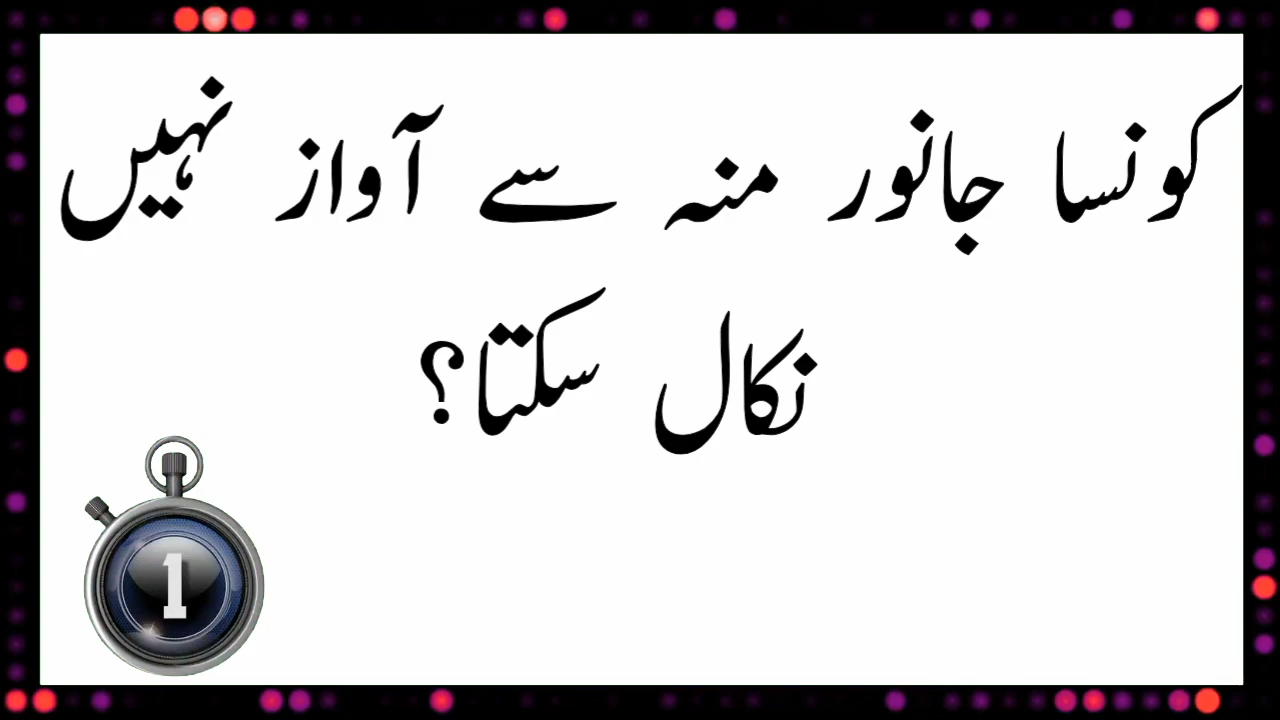 کونسا جانور منہ سے آواز نہیں
نکال سکتا؟
1